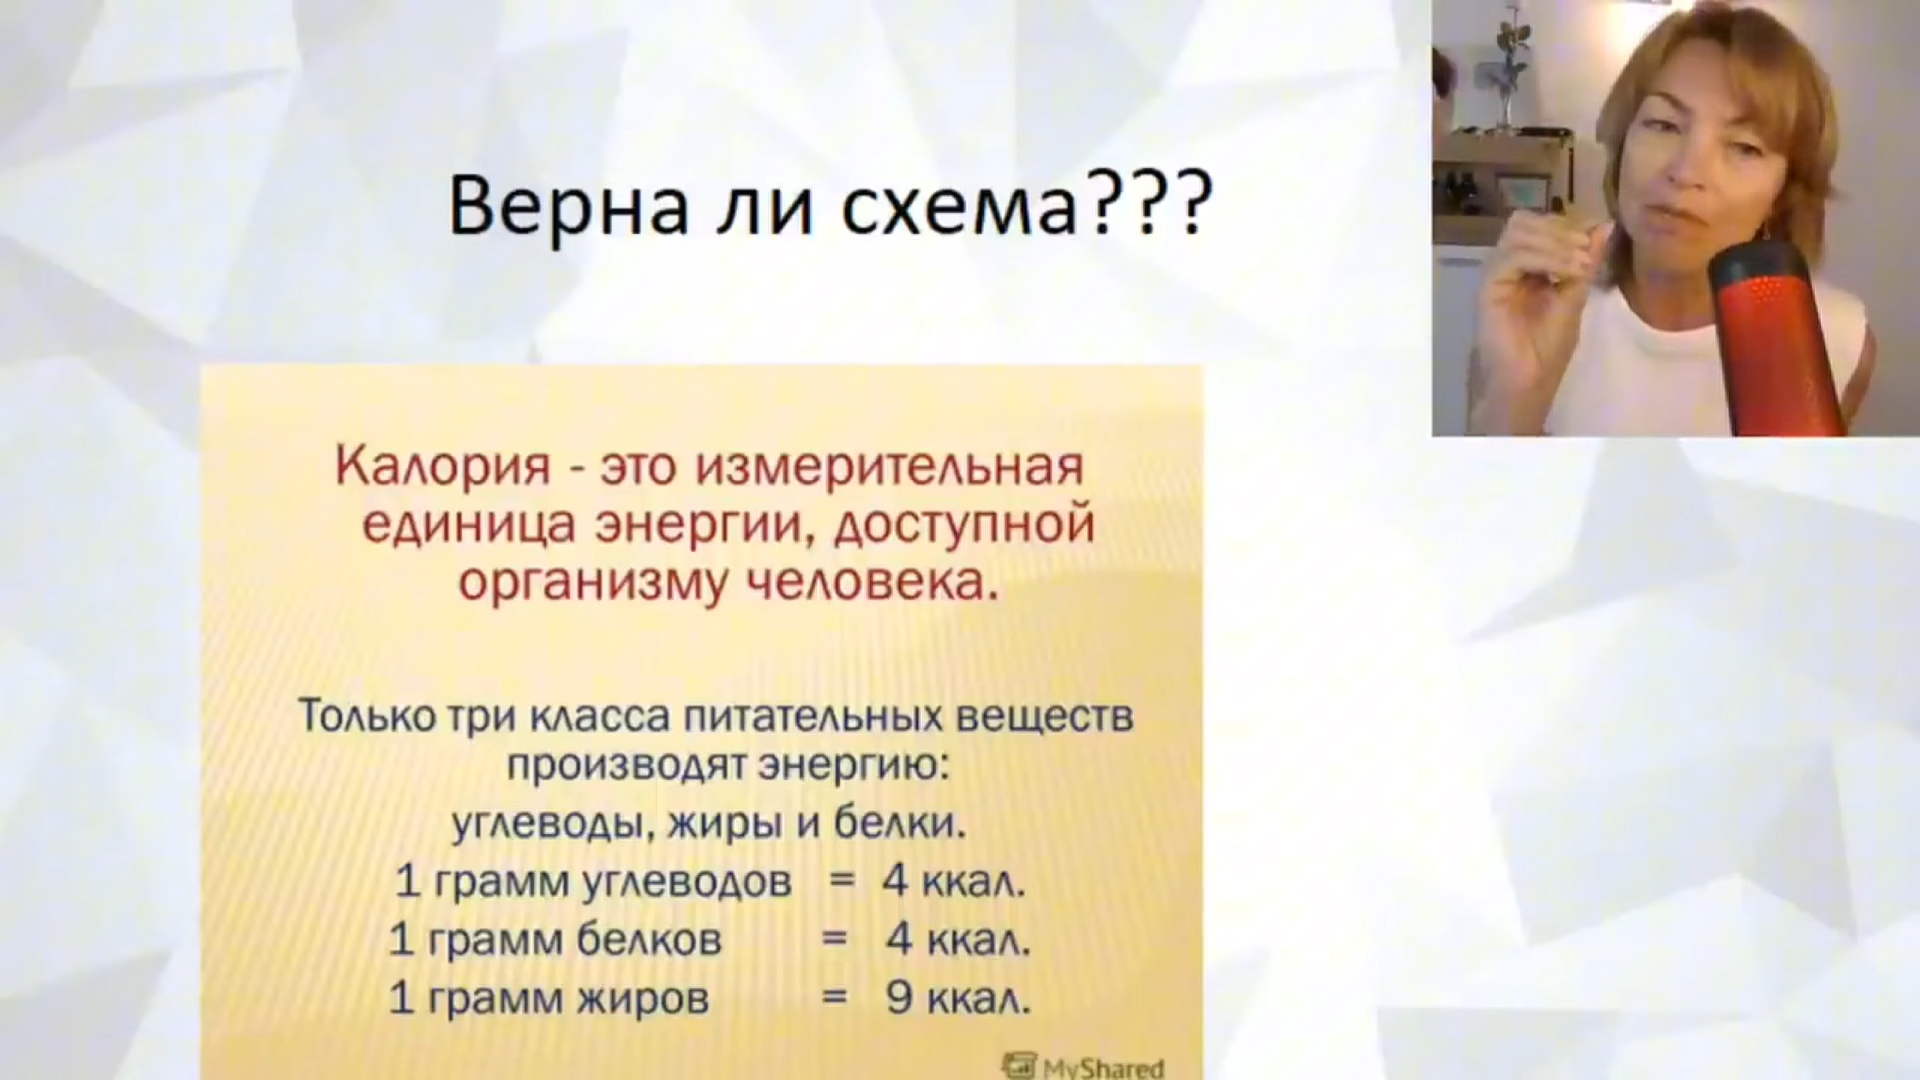 Верна ли схема???
Калория - это измерительная
единица энергии, доступной
организму человека.
Только три класса питательных веществ
производят энергию:
углеводы, жиры и белки.
1 грамм углеводов = 4 ккал.
1 грамм белков = 4 ккал.
1 грамм жиров = 9 ккал.
MyShared